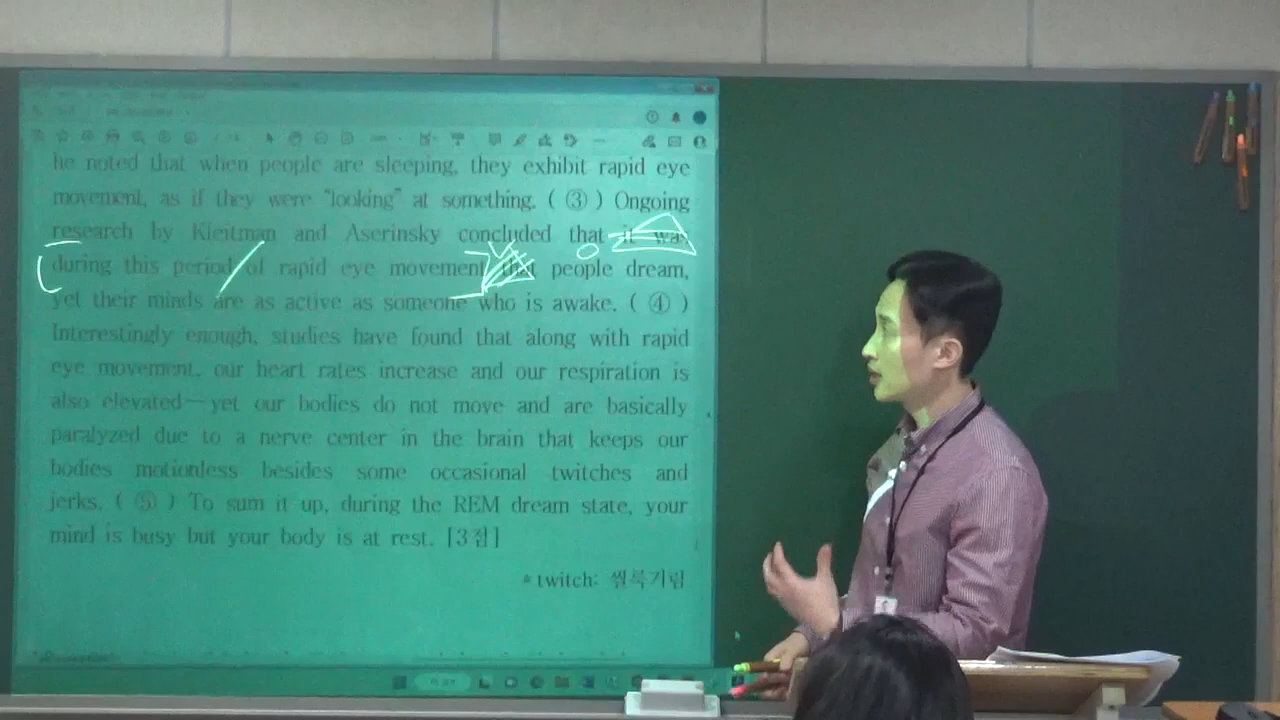 he noted that when people are sleeping, they exhibit rapid eye
movement, as if they were “looking” at something. ( ③ ) Ongoing
research by Kleitman and Aserinsky concluded that it was
during this period of rapid eye movement that people dream,
yet their minds are as active as someone who is awake. ( ④ )
Interestingly enough, studies have found that along with rapid
eye movement, our heart rates increase and our respiration is
also elevated—yet our bodies do not move and are basically
paralyzed due to a nerve center in the brain that keeps our
bodies motionless besides some occasional twitches and
jerks. ( ⑤ ) To sum it up, during the REM dream state, your
mind is busy but your body is at rest. [3점]
* twitch: 씰룩거림